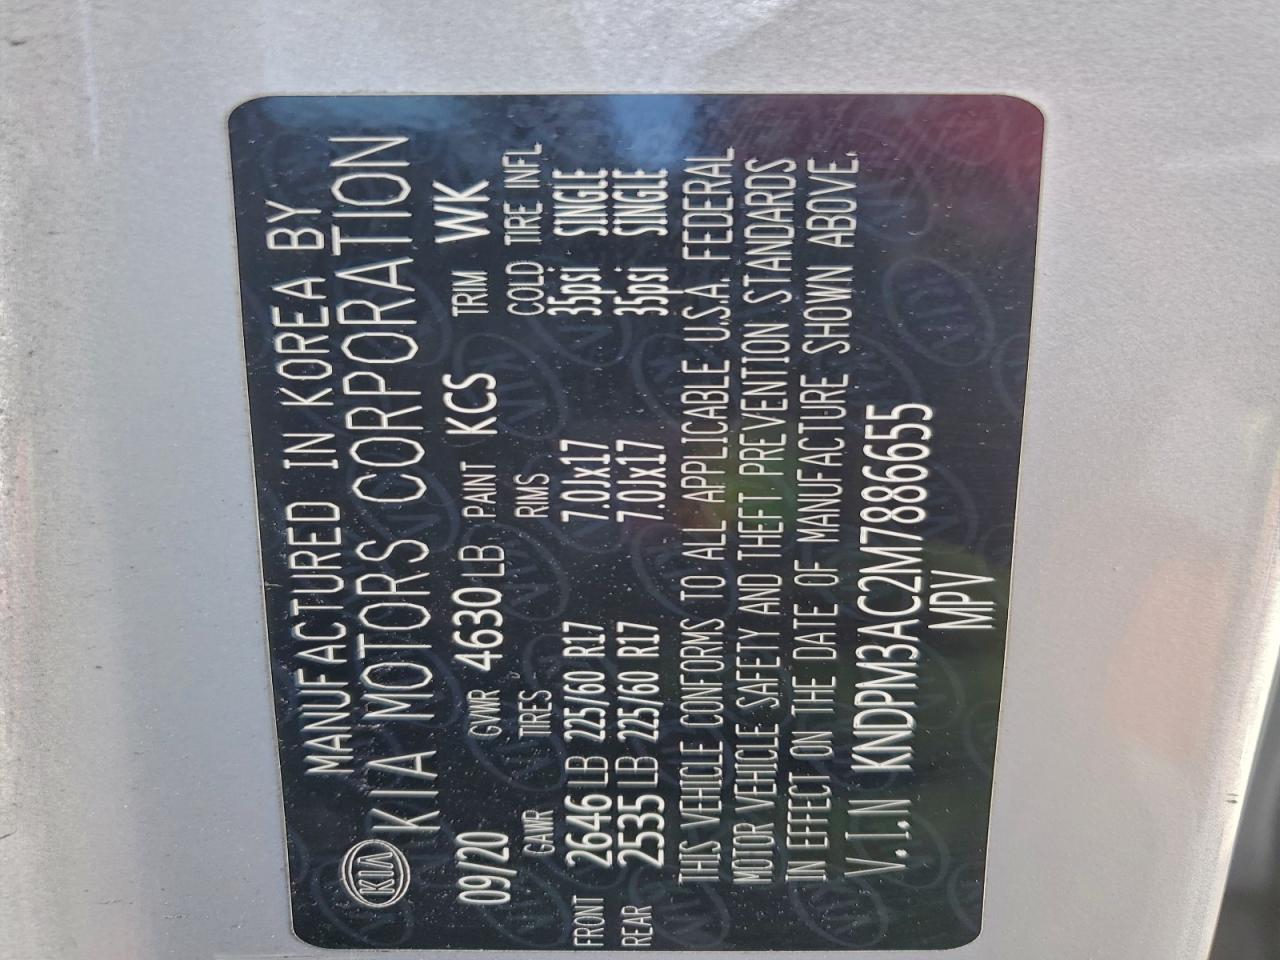 MANUFACTURED IN KOREA BY
KIA KIA MOTORS CORPORATION
09/20 GVWR 4630 LB PAINT KCS TRIM WK
GAWR TIRES RIMS COLD TIRE INFL
FRONT 2646 LB 225/60 R17 7.0Jx17 35psi SINGLE
REAR 2535 LB 225/60 R17 7.0Jx17 35psi SINGLE
THIS VEHICLE CONFORMS TO ALL APPLICABLE U.S.A. FEDERAL
MOTOR VEHICLE SAFETY AND THEFT PREVENTION STANDARDS
IN EFFECT ON THE DATE OF MANUFACTURE SHOWN ABOVE.
V.I.N KNDPM3AC2M7886655
MPV